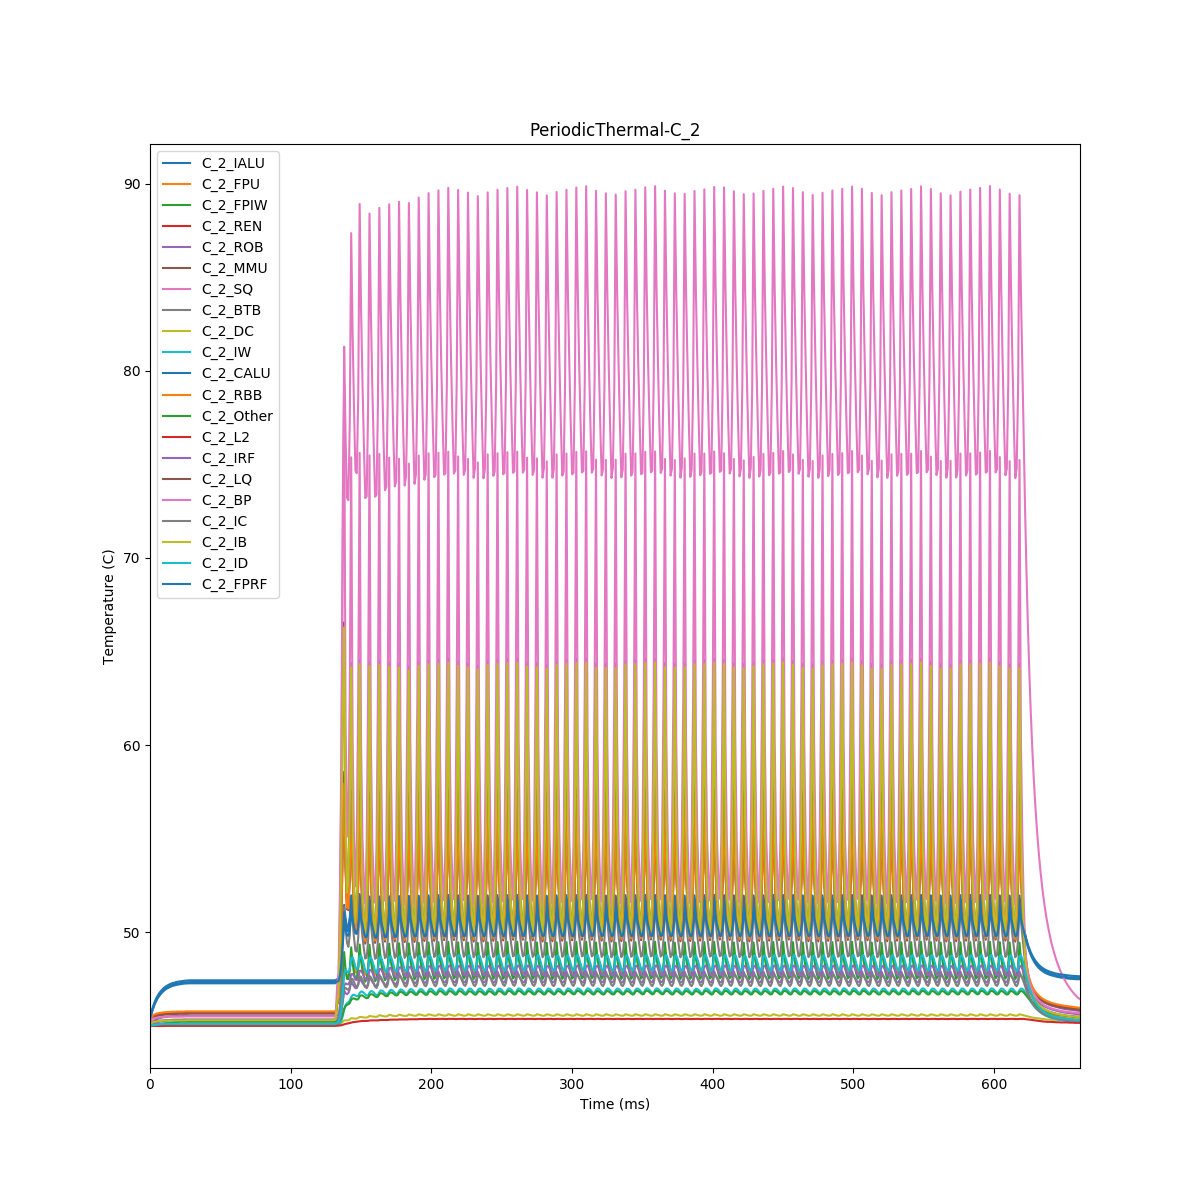 PeriodicThermal-C_2
C_2_IALU
C_2_FPU
C_2_FPIW
C_2_REN
C_2_ROB
C_2_MMU
C_2_SQ
C_2_BTB
C_2_DC
C_2_IW
C_2_CALU
C_2_RBB
C_2_Other
C_2_L2
C_2_IRF
C_2_LQ
C_2_BP
C_2_IC
C_2_IB
C_2_ID
C_2_FPRF
90
80
70
60
50
Temperature (C)
0 100 200 300 400 500 600
Time (ms)